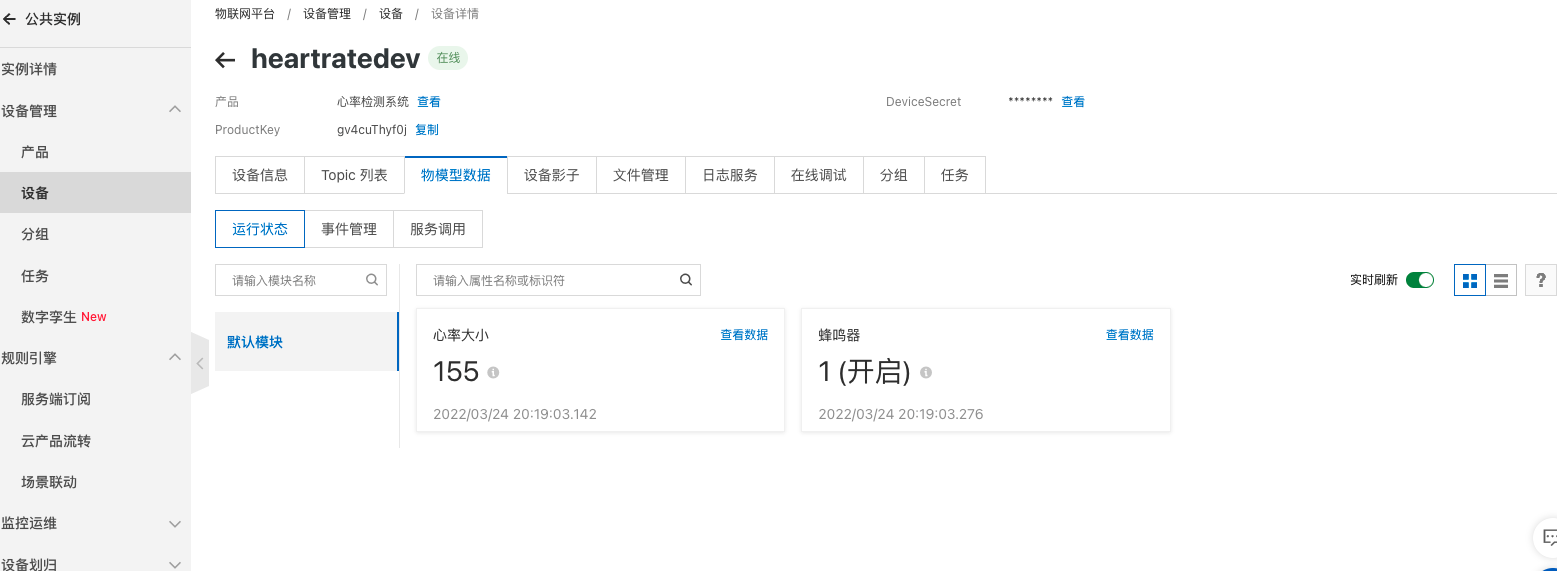 公共实例
实例详情
设备管理
产品
设备
分组
任务
数字孪生 New
规则引擎
服务端订阅
云产品流转
场景联动
监控运维
设备划归
物联网平台 / 设备管理 / 设备 / 设备详情
heartratedev 在线
产品 心率检测系统 查看 DeviceSecret ******** 查看
ProductKey gv4cuThyf0j 复制
设备信息 Topic 列表 物模型数据 设备影子 文件管理 日志服务 在线调试 分组 任务
运行状态 事件管理 服务调用
请输入模块名称 请输入属性名称或标识符 实时刷新 ?
默认模块
心率大小 查看数据
155
2022/03/24 20:19:03.142
蜂鸣器 查看数据
1 (开启)
2022/03/24 20:19:03.276